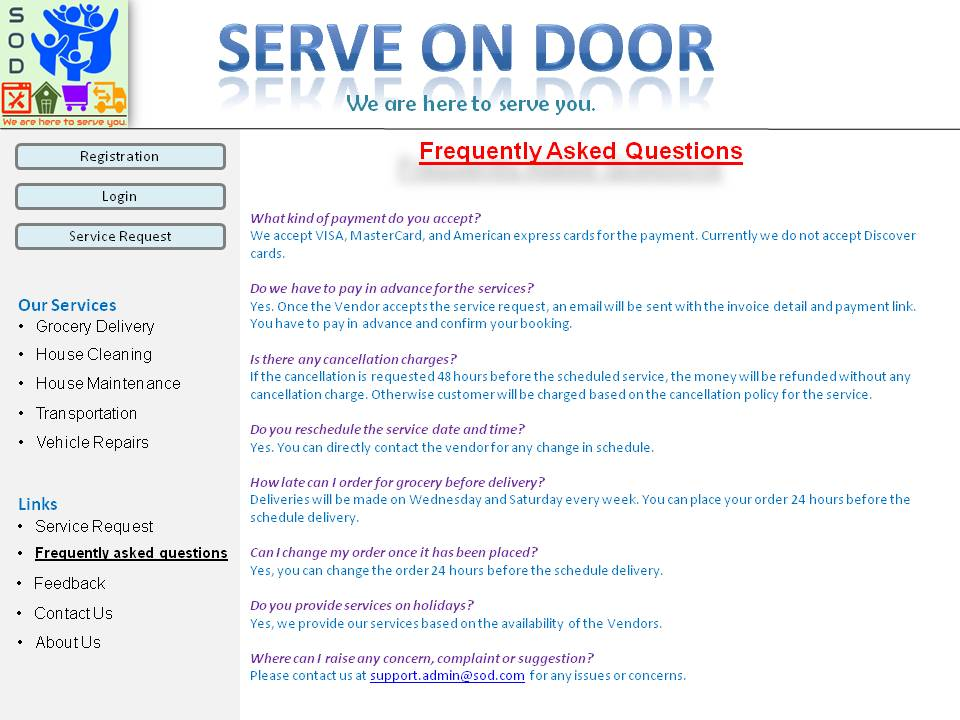 SOD
We are here to serve you.
SERVE ON DOOR
We are here to serve you.
Registration
Login
Service Request
Our Services
• Grocery Delivery
• House Cleaning
• House Maintenance
• Transportation
• Vehicle Repairs
Links
• Service Request
• Frequently asked questions
• Feedback
• Contact Us
• About Us
Frequently Asked Questions
What kind of payment do you accept?
We accept VISA, MasterCard, and American express cards for the payment. Currently we do not accept Discover
cards.
Do we have to pay in advance for the services?
Yes. Once the Vendor accepts the service request, an email will be sent with the invoice detail and payment link.
You have to pay in advance and confirm your booking.
Is there any cancellation charges?
If the cancellation is requested 48 hours before the scheduled service, the money will be refunded without any
cancellation charge. Otherwise customer will be charged based on the cancellation policy for the service.
Do you reschedule the service date and time?
Yes. You can directly contact the vendor for any change in schedule.
How late can I order for grocery before delivery?
Deliveries will be made on Wednesday and Saturday every week. You can place your order 24 hours before the
schedule delivery.
Can I change my order once it has been placed?
Yes, you can change the order 24 hours before the schedule delivery.
Do you provide services on holidays?
Yes, we provide our services based on the availability of the Vendors.
Where can I raise any concern, complaint or suggestion?
Please contact us at support.admin@sod.com for any issues or concerns.